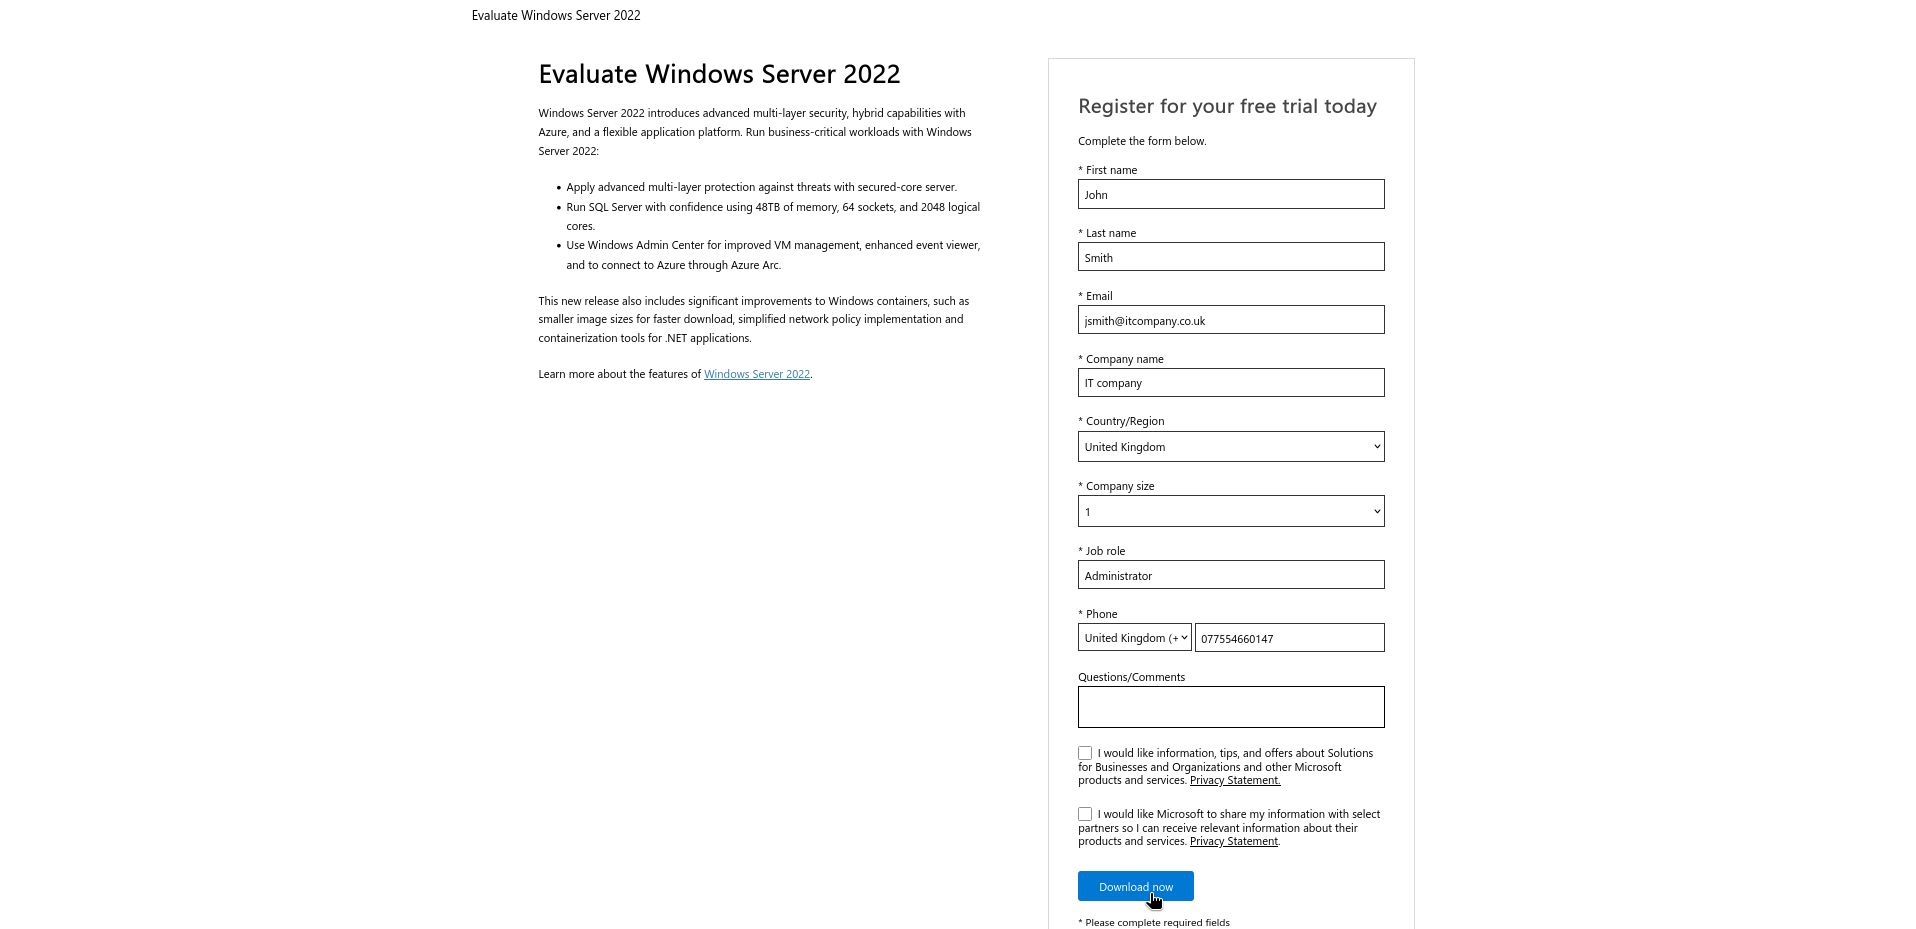 Evaluate Windows Server 2022
Evaluate Windows Server 2022
Windows Server 2022 introduces advanced multi-layer security, hybrid capabilities with
Azure, and a flexible application platform. Run business-critical workloads with Windows
Server 2022:
• Apply advanced multi-layer protection against threats with secured-core server.
• Run SQL Server with confidence using 48TB of memory, 64 sockets, and 2048 logical
cores.
• Use Windows Admin Center for improved VM management, enhanced event viewer,
and to connect to Azure through Azure Arc.
This new release also includes significant improvements to Windows containers, such as
smaller image sizes for faster download, simplified network policy implementation and
containerization tools for .NET applications.
Learn more about the features of Windows Server 2022.
Register for your free trial today
Complete the form below.
* First name
John
* Last name
Smith
* Email
jsmith@itcompany.co.uk
* Company name
IT company
* Country/Region
United Kingdom
* Company size
1
* Job role
Administrator
* Phone
United Kingdom (+ 077554660147
Questions/Comments
I would like information, tips, and offers about Solutions
for Businesses and Organizations and other Microsoft
products and services. Privacy Statement.
I would like Microsoft to share my information with select
partners so I can receive relevant information about their
products and services. Privacy Statement.
Download now
* Please complete required fields